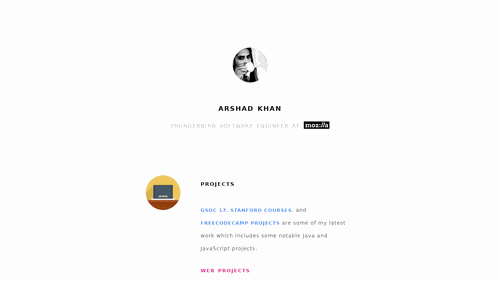 ARSHAD KHAN
THUNDERBIRD SOFTWARE ENGINEER AT moz://a
PROJECTS
GSOC 17, STANFORD COURSES, and
FREECODECAMP PROJECTS are some of my latest
work which includes some notable Java and
JavaScript projects.
WEB PROJECTS